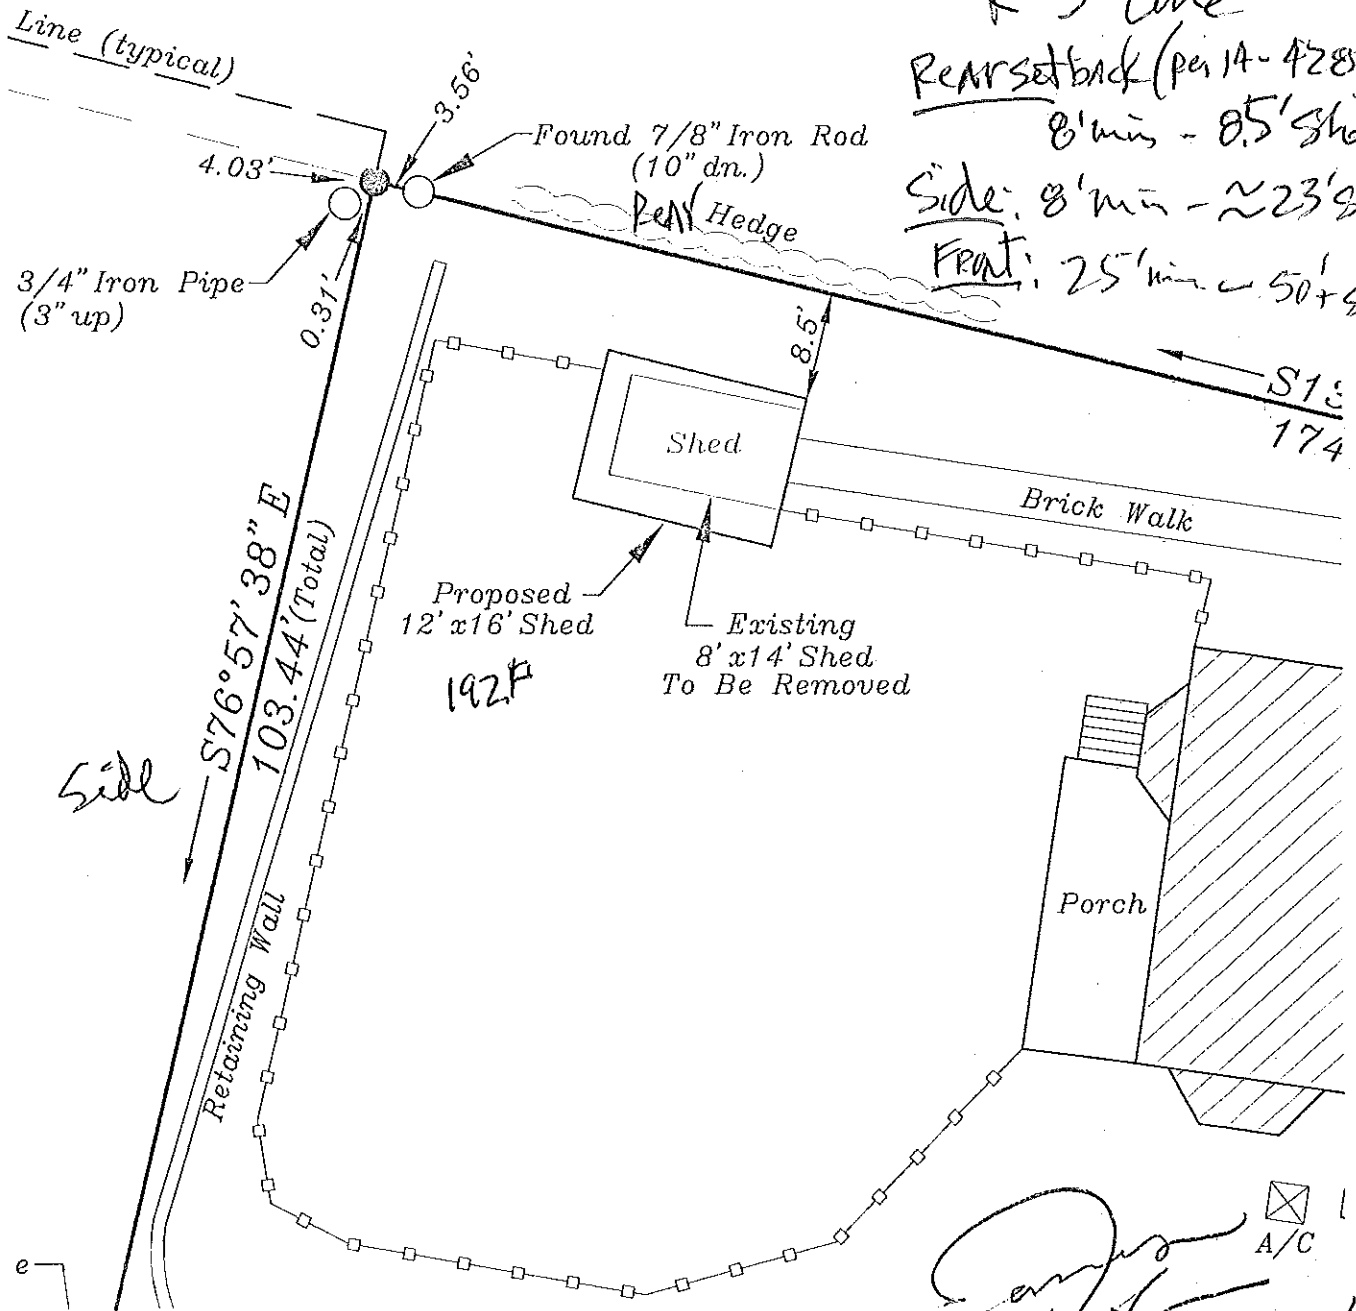 Line (typical)
3.56'
Rear setback (per 14-428
8' min - 8.5' sho
Side: 8' min - ~23' s
Front: 25' min - 50'+ s
Found 7/8" Iron Rod
(10" dn.)
4.03'
Rear Hedge
3/4" Iron Pipe
(3" up)
0.31'
8.5'
S13
174
Shed
Brick Walk
Proposed
12'x16' Shed
192
Existing
8'x14' Shed
To Be Removed
S76°57'38" E
103.44'(Total)
Side
Retaining Wall
Porch
A/C
e